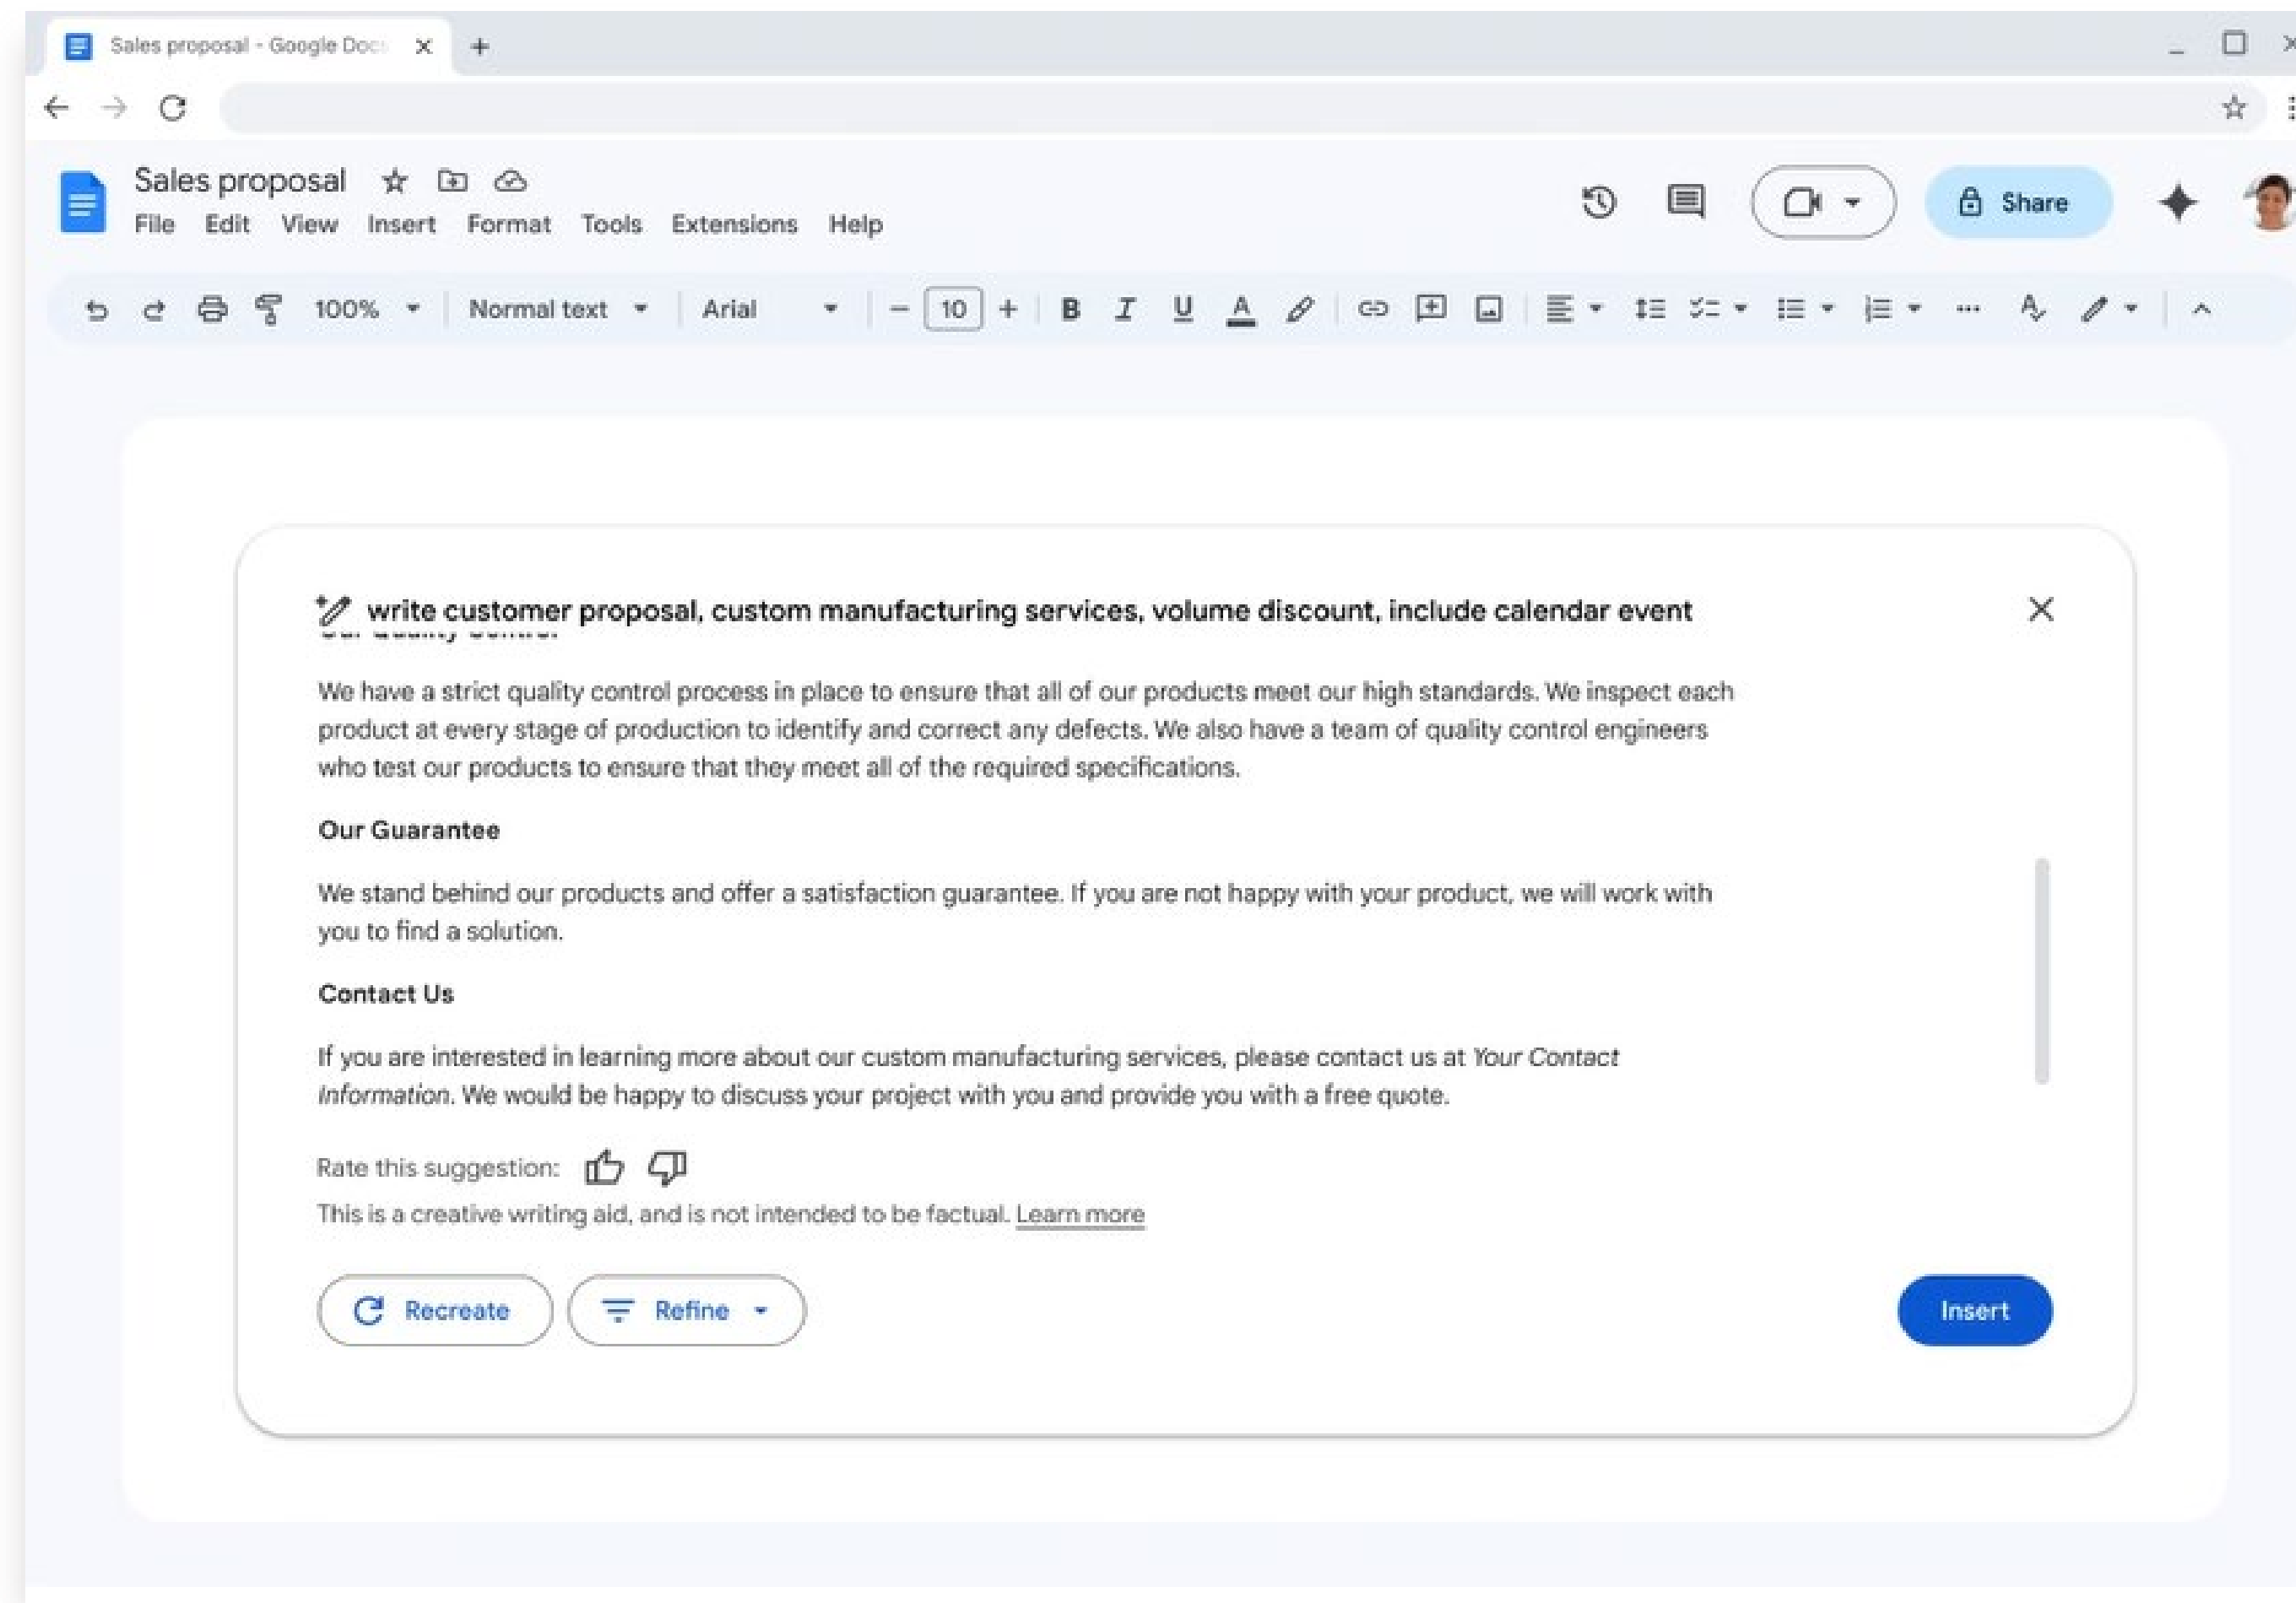 Sales proposal - Google Docs
Sales proposal
File Edit View Insert Format Tools Extensions Help
Share
100% Normal text Arial 10 B I U A
write customer proposal, custom manufacturing services, volume discount, include calendar event
Our Quality Control
We have a strict quality control process in place to ensure that all of our products meet our high standards. We inspect each
product at every stage of production to identify and correct any defects. We also have a team of quality control engineers
who test our products to ensure that they meet all of the required specifications.
Our Guarantee
We stand behind our products and offer a satisfaction guarantee. If you are not happy with your product, we will work with
you to find a solution.
Contact Us
If you are interested in learning more about our custom manufacturing services, please contact us at Your Contact
Information. We would be happy to discuss your project with you and provide you with a free quote.
Rate this suggestion:
This is a creative writing aid, and is not intended to be factual. Learn more
Recreate Refine Insert